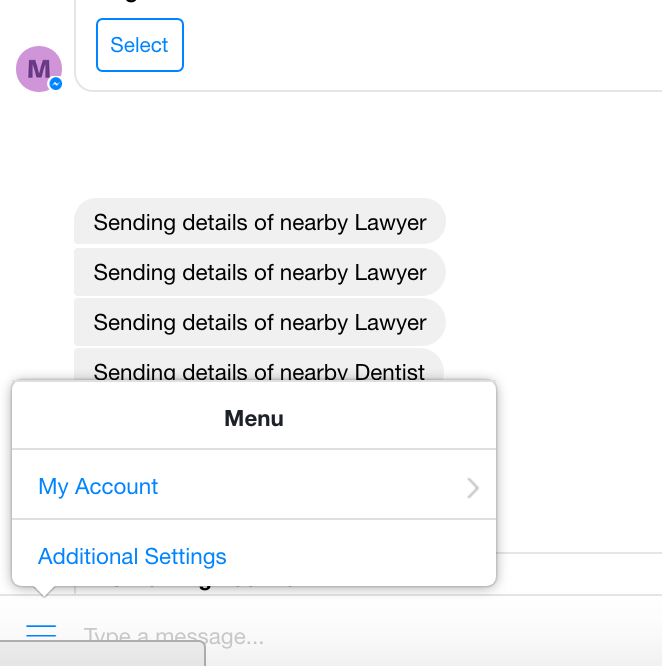 Select
M
Sending details of nearby Lawyer
Sending details of nearby Lawyer
Sending details of nearby Lawyer
Sending details of nearby Dentist
Menu
My Account
Additional Settings
Type a message...